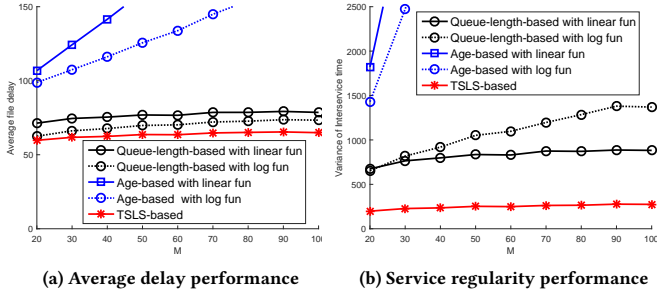 150
100
50
0
Average file delay
20 30 40 50 60 70 80 90 100
M
Queue-length-based with linear fun
Queue-length-based with log fun
Age-based with linear fun
Age-based with log fun
TSLS-based
(a) Average delay performance
2500
2000
1500
1000
500
0
Variance of Interservice time
20 30 40 50 60 70 80 90 100
M
Queue-length-based with linear fun
Queue-length-based with log fun
Age-based with linear fun
Age-based with log fun
TSLS-based
(b) Service regularity performance